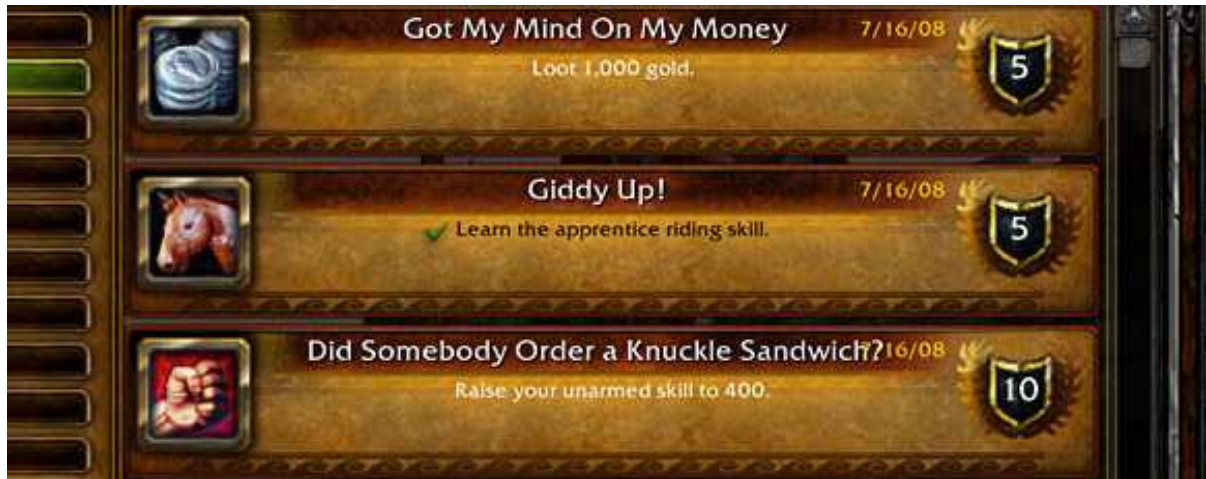 Got My Mind On My Money 7/16/08
5
Loot 1,000 gold.
Giddy Up! 7/16/08
5
Learn the apprentice riding skill.
Did Somebody Order a Knuckle Sandwich? 7/16/08
10
Raise your unarmed skill to 400.